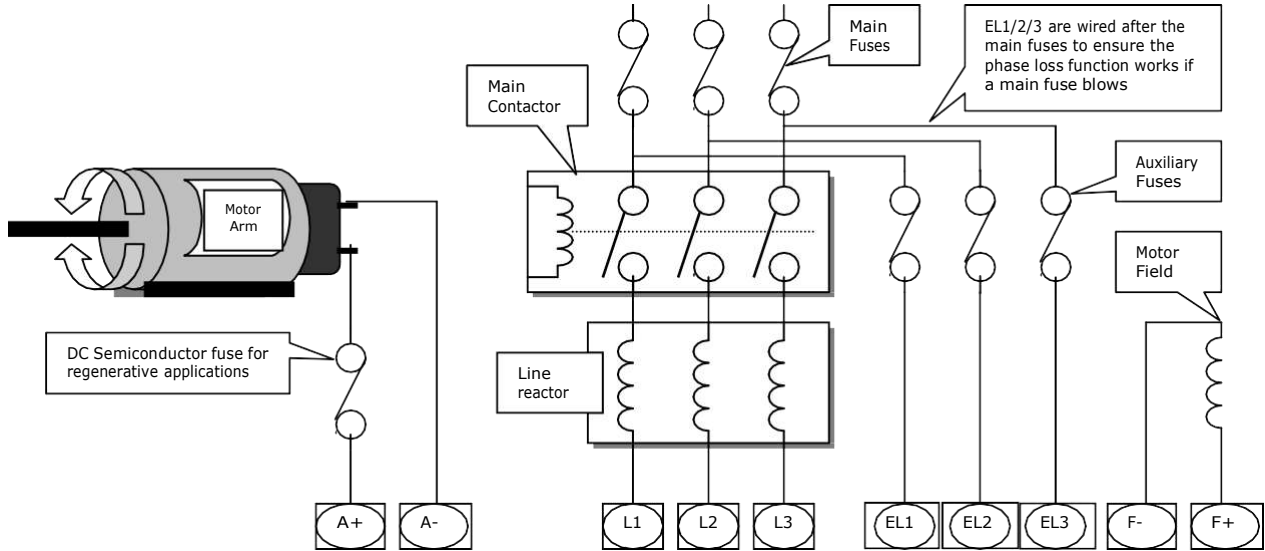 Main
Fuses
EL1/2/3 are wired after the
main fuses to ensure the
phase loss function works if
a main fuse blows
Main
Contactor
Auxiliary
Fuses
Motor
Arm
Motor
Field
DC Semiconductor fuse for
regenerative applications
Line
reactor
A+
A-
L1
L2
L3
EL1
EL2
EL3
F-
F+